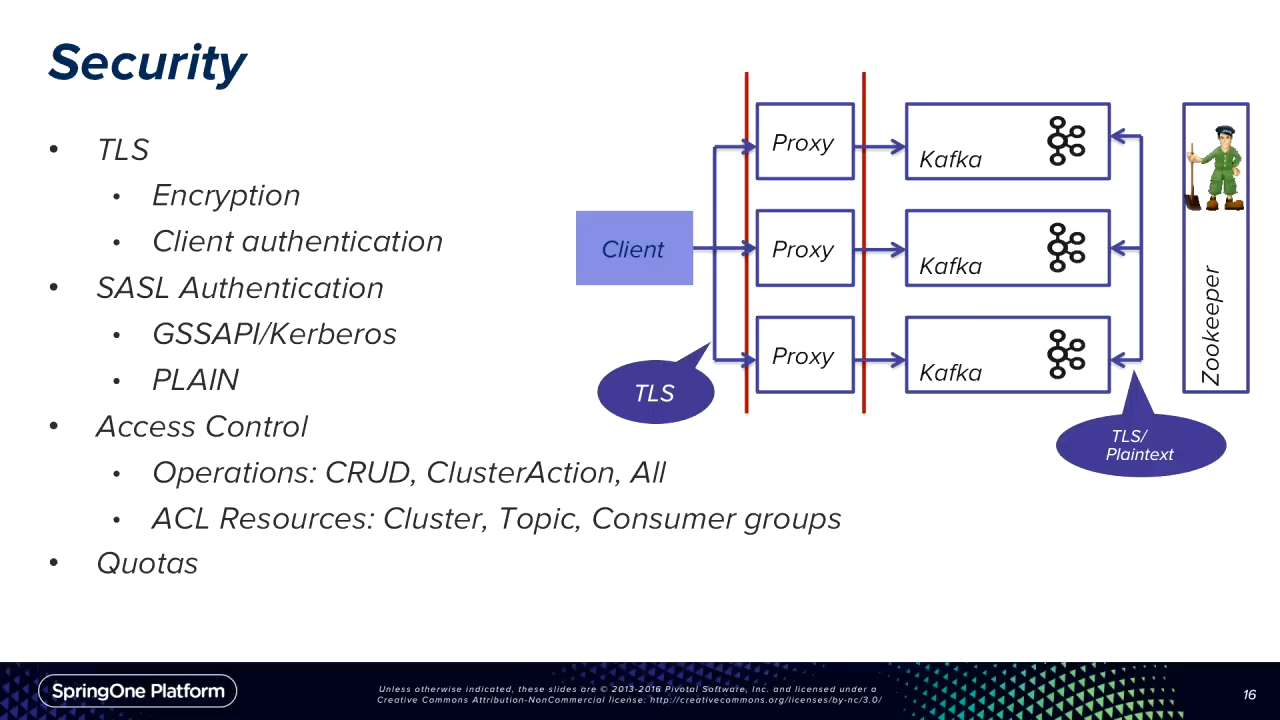 Security
• TLS
• Encryption
• Client authentication
• SASL Authentication
• GSSAPI/Kerberos
• PLAIN
• Access Control
• Operations: CRUD, ClusterAction, All
• ACL Resources: Cluster, Topic, Consumer groups
• Quotas
Client
TLS
Proxy
Proxy
Proxy
Kafka
Kafka
Kafka
TLS/
Plaintext
Zookeeper
SpringOne Platform
Unless otherwise indicated, these slides are © 2013-2016 Pivotal Software, Inc. and licensed under a
Creative Commons Attribution-NonCommercial license: http://creativecommons.org/licenses/by-nc/3.0/
16